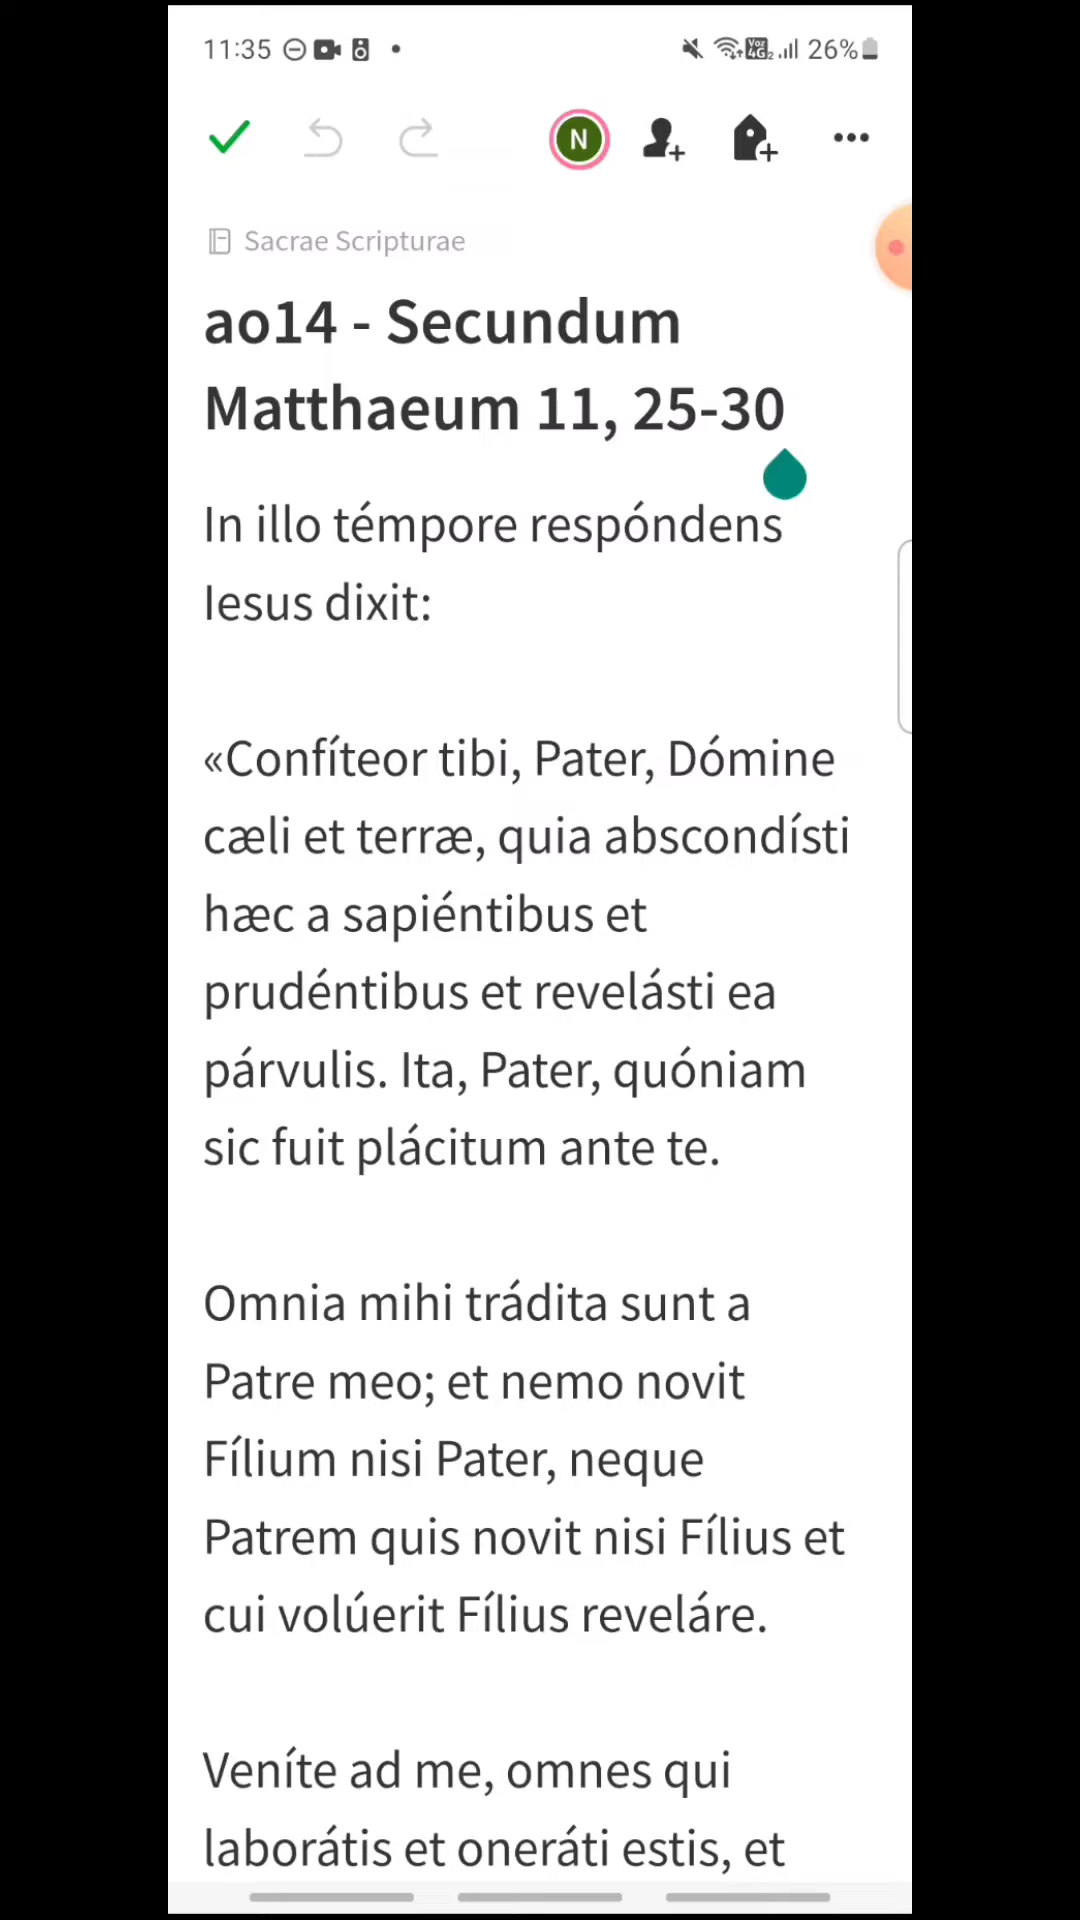 11:35 26%
N
Sacrae Scripturae
ao14 - Secundum
Matthaeum 11, 25-30
In illo témpore respóndens
Iesus dixit:
«Confíteor tibi, Pater, Dómine
cæli et terræ, quia abscondísti
hæc a sapiéntibus et
prudéntibus et revelásti ea
párvulis. Ita, Pater, quóniam
sic fuit plácitum ante te.
Omnia mihi trádita sunt a
Patre meo; et nemo novit
Fílium nisi Pater, neque
Patrem quis novit nisi Fílius et
cui volúerit Fílius reveláre.
Veníte ad me, omnes qui
laborátis et oneráti estis, et